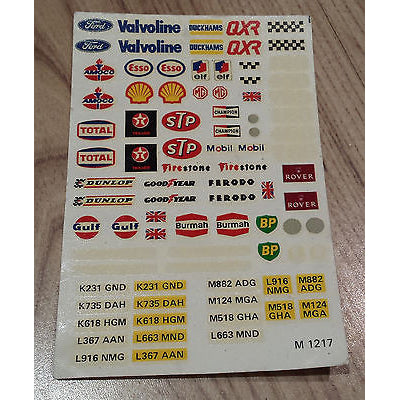 Ford Valvoline DUCKHAMS QXR
Ford Valvoline DUCKHAMS QXR
AMOCO Esso Esso elf elf
AMOCO MG MG
TOTAL TEXACO STP CHAMPION
TOTAL TEXACO STP CHAMPION
Mobil Mobil
Firestone Firestone
DUNLOP GOODYEAR FERODO ROVER
DUNLOP GOODYEAR FERODO ROVER
Gulf Gulf Burmah Burmah BP
BP
K231 GND K231 GND M882 ADG L916 NMG M882 ADG
K735 DAH K735 DAH M124 MGA M518 GHA M124 MGA
K618 HGM K618 HGM M518 GHA
L367 AAN L663 MND L663 MND
L916 NMG L367 AAN
M 1217